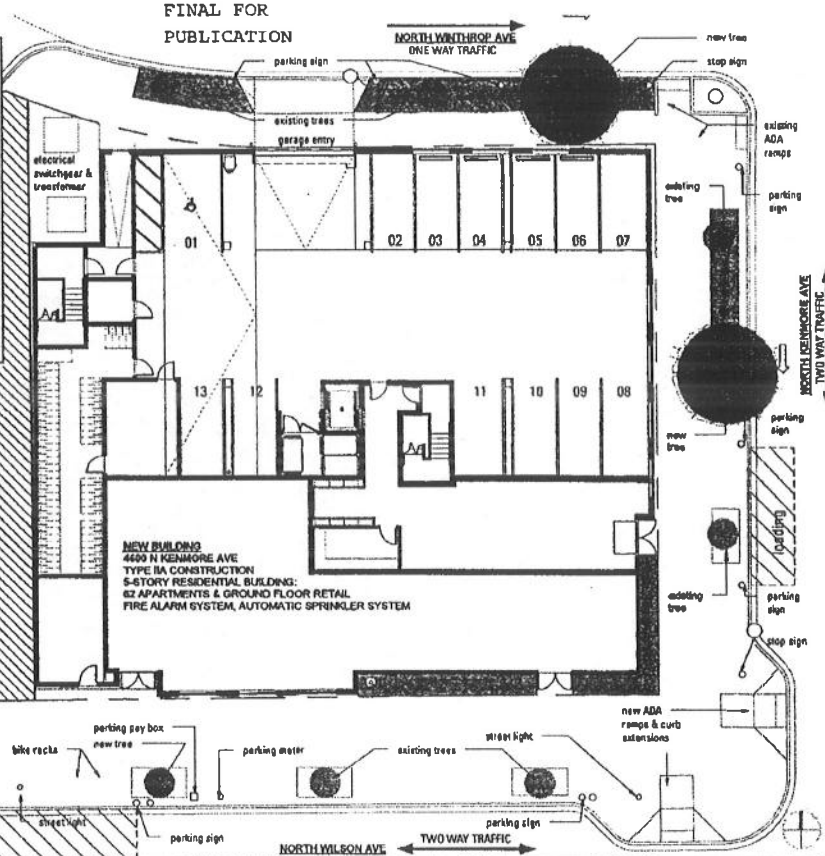 FINAL FOR
PUBLICATION
NORTH WINTHROP AVE
ONE WAY TRAFFIC
new tree
parking sign
stop sign
existing trees
garage entry
existing
ADA
ramps
electrical
switchgear &
transformer
existing
tree
parking
sign
01
02
03
04
05
06
07
NORTH KENMORE AVE
TWO WAY TRAFFIC
13
12
11
10
09
08
parking
sign
new
tree
loading
NEW BUILDING
4600 N KENMORE AVE
TYPE IIA CONSTRUCTION
5-STORY RESIDENTIAL BUILDING:
62 APARTMENTS & GROUND FLOOR RETAIL
FIRE ALARM SYSTEM, AUTOMATIC SPRINKLER SYSTEM
existing
tree
parking
sign
stop sign
new ADA
ramps & curb
extensions
parking pay box
new tree
bike racks
parking meter
existing trees
street light
street light
parking sign
parking sign
NORTH WILSON AVE
TWO WAY TRAFFIC